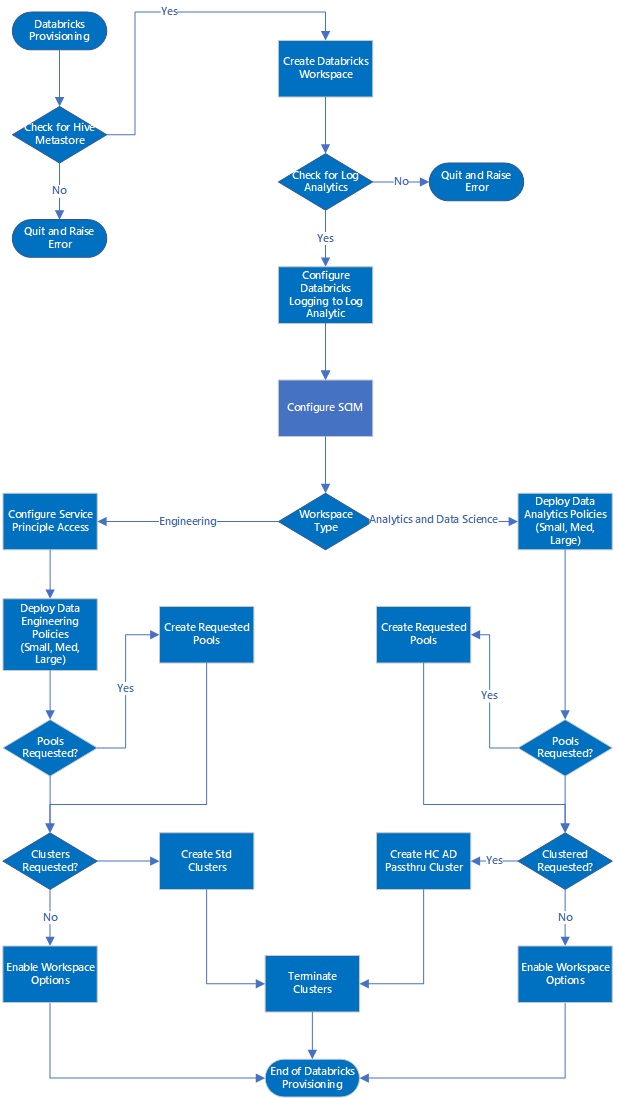 Databricks
Provisioning
Yes
Create Databricks
Workspace
Check for Hive
Metastore
No
Quit and Raise
Error
Check for Log
Analytics
No
Quit and Raise
Error
Yes
Configure
Databricks
Logging to Log
Analytic
Configure SCIM
Workspace
Type
Engineering
Analytics and Data Science
Configure Service
Principle Access
Deploy Data
Analytics Policies
(Small, Med,
Large)
Deploy Data
Engineering
Policies
(Small, Med,
Large)
Create Requested
Pools
Create Requested
Pools
Yes
Yes
Pools
Requested?
Pools
Requested?
Clusters
Requested?
Create Std
Clusters
Create HC AD
Passthru Cluster
Yes
Clustered
Requested?
No
No
Enable Workspace
Options
Terminate
Clusters
Enable Workspace
Options
End of Databricks
Provisioning